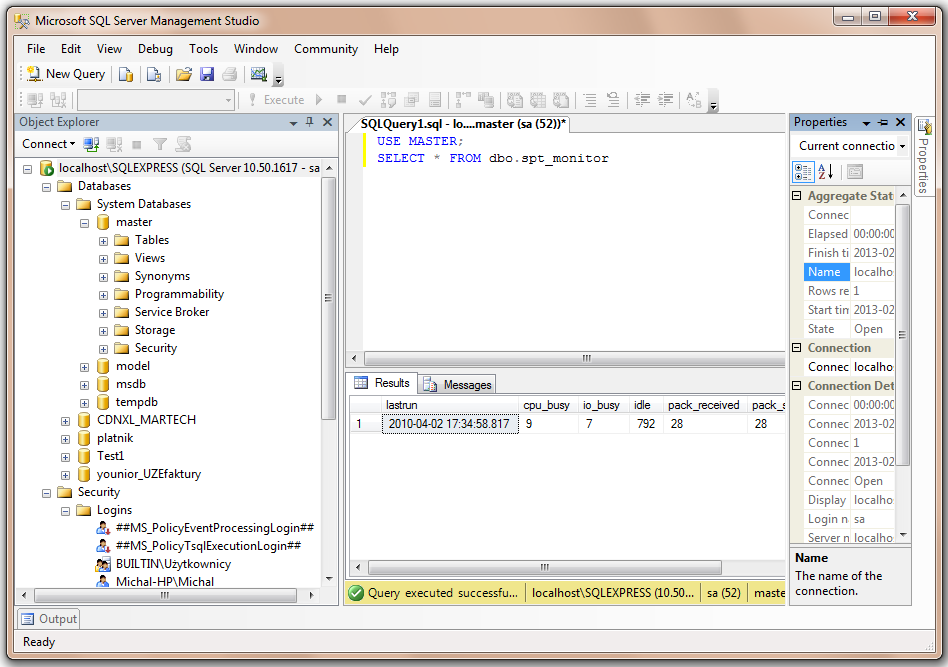 Microsoft SQL Server Management Studio
File Edit View Debug Tools Window Community Help
New Query
Execute
Object Explorer
Connect
localhost\SQLEXPRESS (SQL Server 10.50.1617 - sa
Databases
System Databases
master
Tables
Views
Synonyms
Programmability
Service Broker
Storage
Security
model
msdb
tempdb
CDNXL_MARTECH
platnik
Test1
younior_UZEfaktury
Security
Logins
##MS_PolicyEventProcessingLogin##
##MS_PolicyTsqlExecutionLogin##
BUILTIN\Użytkownicy
Michal-HP\Michal
SQLQuery1.sql - lo....master (sa (52))*
USE MASTER;
SELECT * FROM dbo.spt_monitor
Results Messages
lastrun cpu_busy io_busy idle pack_received pack_s
1 2010-04-02 17:34:58.817 9 7 792 28 28
Query executed successfu... localhost\SQLEXPRESS (10.50... sa (52) maste
Properties
Current connectio
Aggregate Stat
Connec
Elapsed 00:00:00
Finish ti 2013-02
Name localho
Rows re 1
Start tim 2013-02
State Open
Connection
Connec localho
Connection Det
Connec 00:00:00
Connec 2013-02
Connec 1
Connec 2013-02
Connec Open
Display localho
Login n sa
Server n localho
Name
The name of the
connection.
Properties
Output
Ready